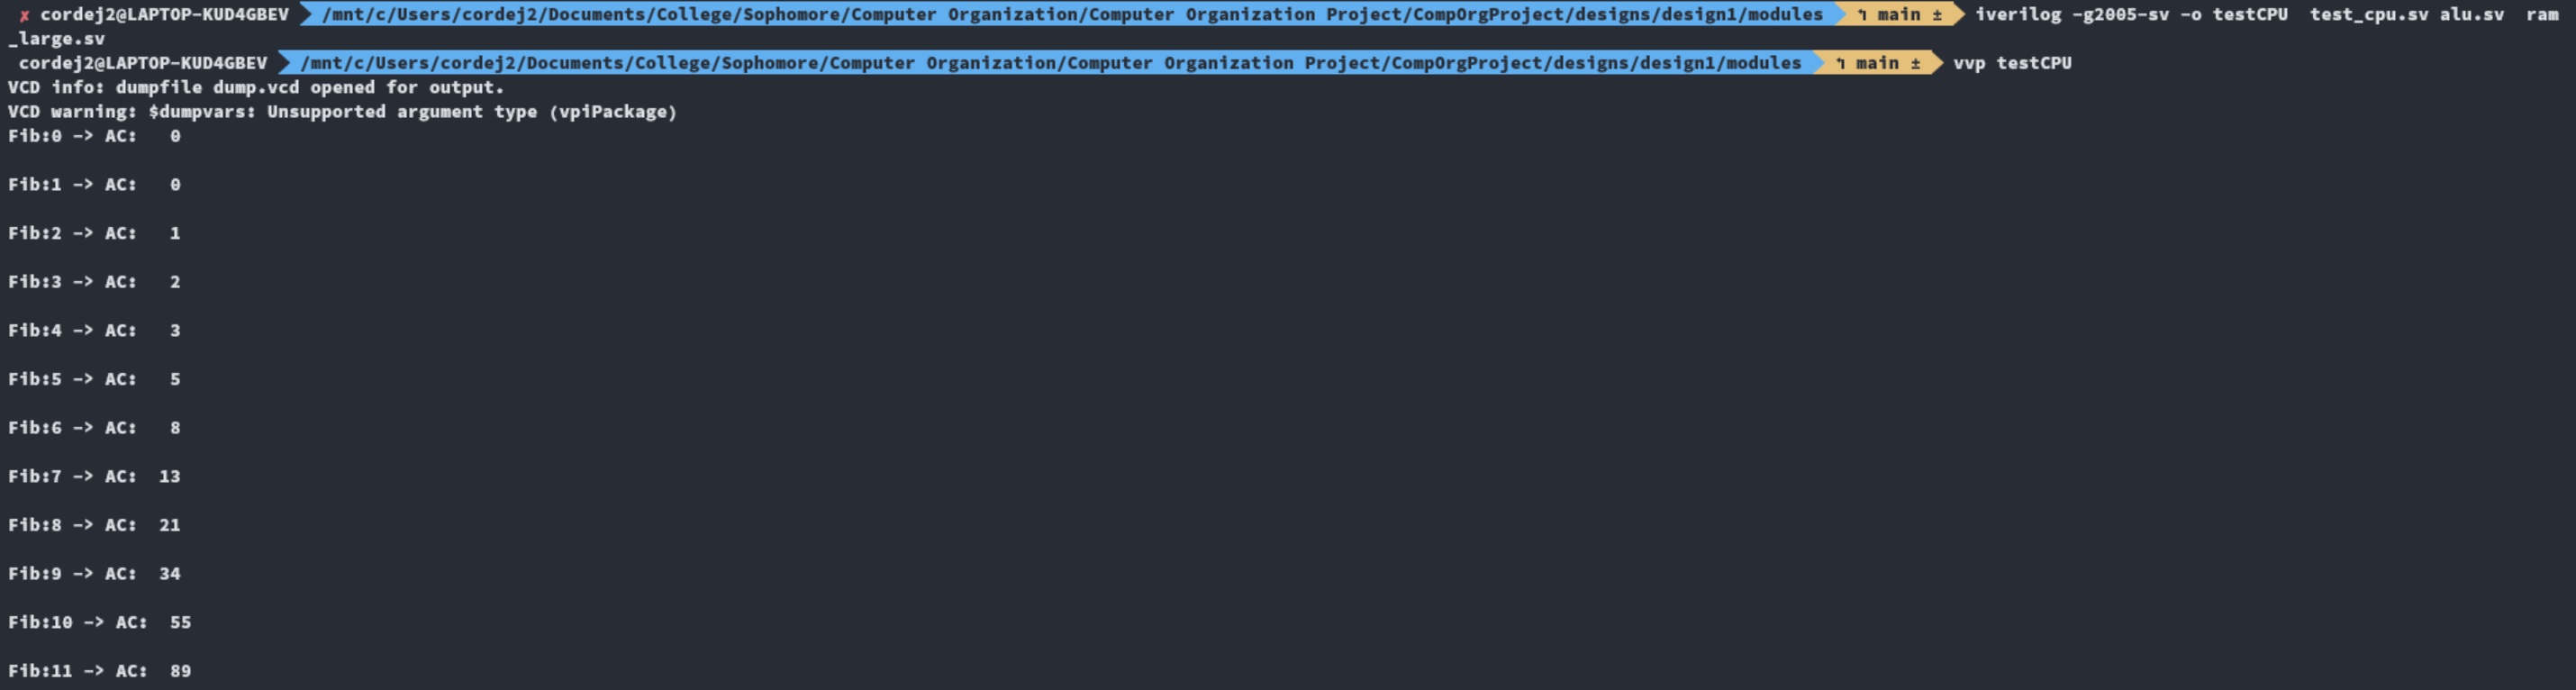 ✗ cordej2@LAPTOP-KUD4GBEV /mnt/c/Users/cordej2/Documents/College/Sophomore/Computer Organization/Computer Organization Project/CompOrgProject/designs/design1/modules ↰ main ± iverilog -g2005-sv -o testCPU  test_cpu.sv alu.sv  ram
_large.sv
cordej2@LAPTOP-KUD4GBEV /mnt/c/Users/cordej2/Documents/College/Sophomore/Computer Organization/Computer Organization Project/CompOrgProject/designs/design1/modules ↰ main ± vvp testCPU
VCD info: dumpfile dump.vcd opened for output.
VCD warning: $dumpvars: Unsupported argument type (vpiPackage)
Fib:0 -> AC:   0
Fib:1 -> AC:   0
Fib:2 -> AC:   1
Fib:3 -> AC:   2
Fib:4 -> AC:   3
Fib:5 -> AC:   5
Fib:6 -> AC:   8
Fib:7 -> AC:  13
Fib:8 -> AC:  21
Fib:9 -> AC:  34
Fib:10 -> AC:  55
Fib:11 -> AC:  89